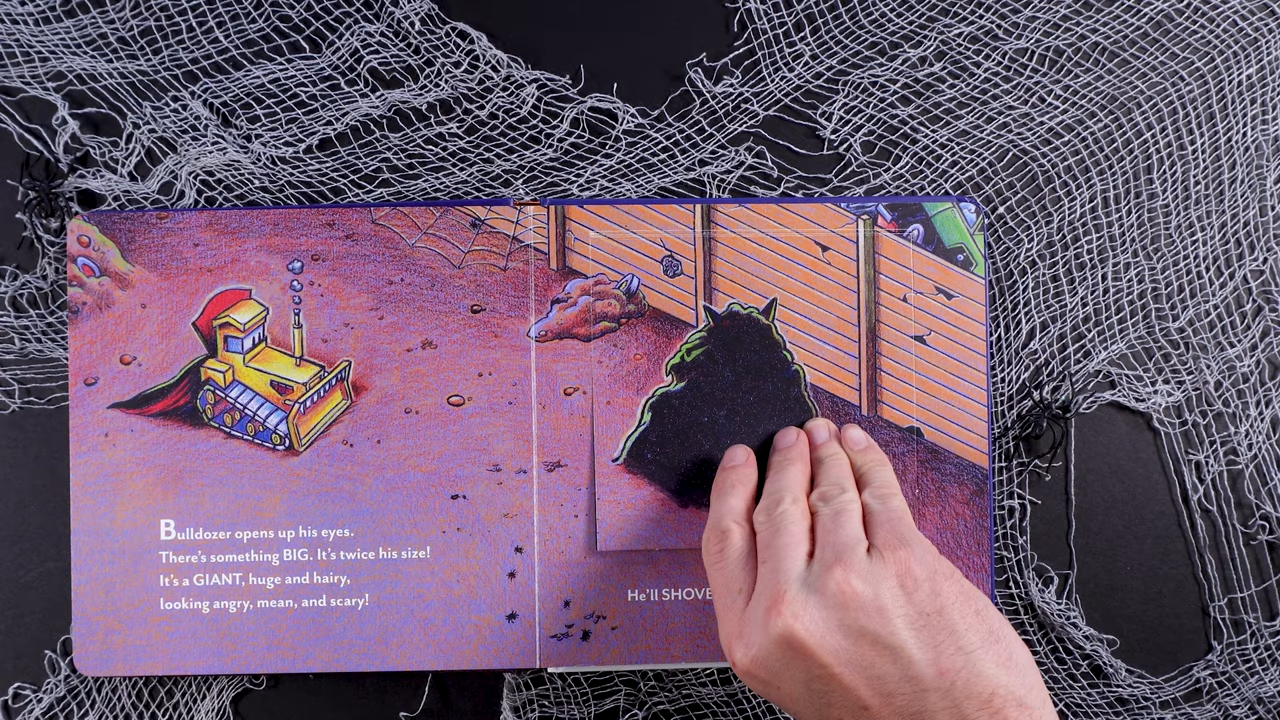 Bulldozer opens up his eyes.
There's something BIG. It's twice his size!
It's a GIANT, huge and hairy,
looking angry, mean, and scary!
He'll SHOVE